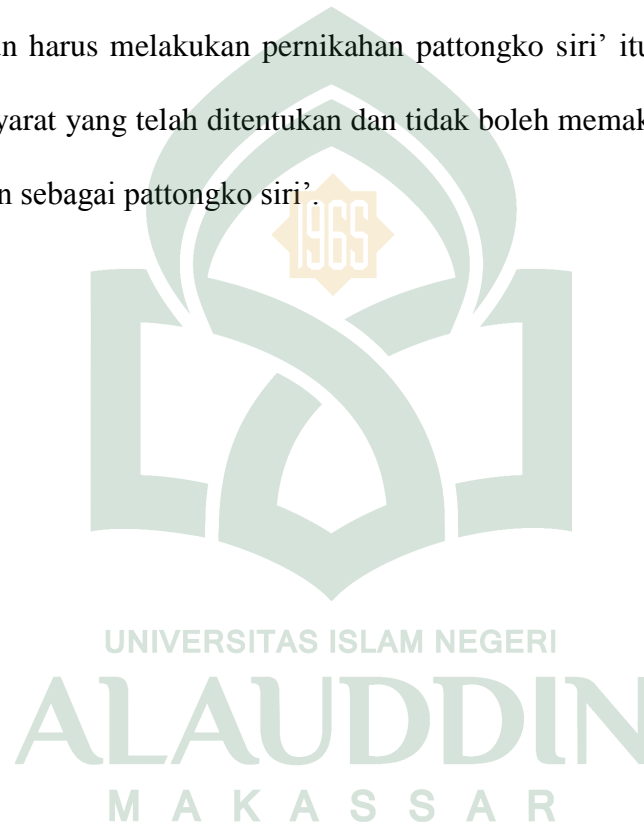 n harus melakukan pernikahan pattongko siri’ itu
yarat yang telah ditentukan dan tidak boleh memak
n sebagai pattongko siri’.
1965
UNIVERSITAS ISLAM NEGERI
ALAUDDIN
MAKASSAR